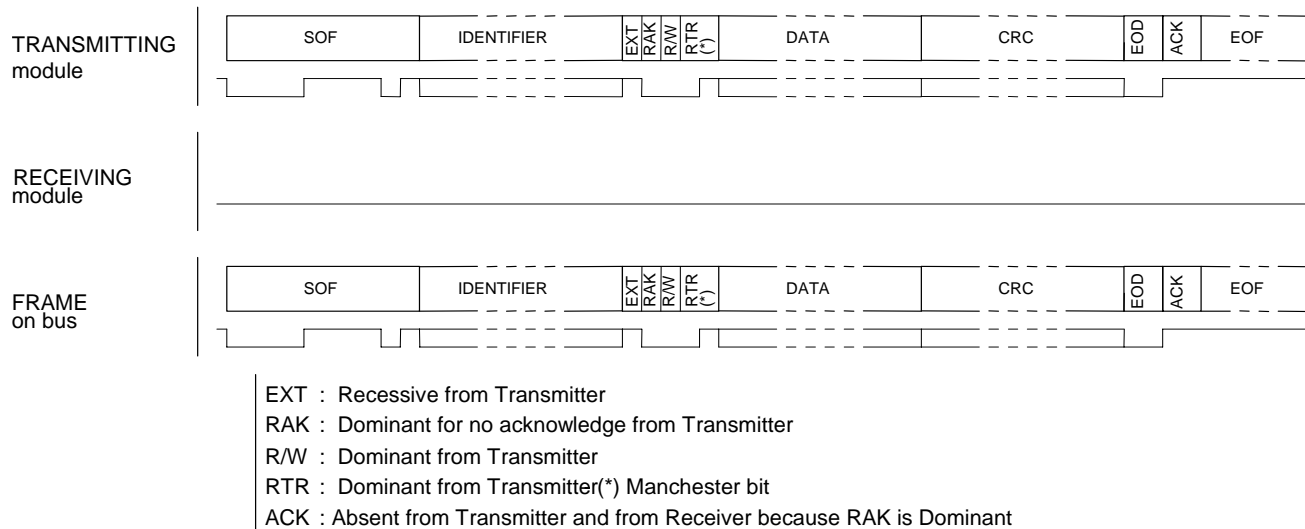 TRANSMITTING
module
SOF
IDENTIFIER
EXT
RAK
R/W
RTR
(*)
DATA
CRC
EOD
ACK
EOF
RECEIVING
module
FRAME
on bus
SOF
IDENTIFIER
EXT
RAK
R/W
RTR
(*)
DATA
CRC
EOD
ACK
EOF
EXT : Recessive from Transmitter
RAK : Dominant for no acknowledge from Transmitter
R/W : Dominant from Transmitter
RTR : Dominant from Transmitter(*) Manchester bit
ACK : Absent from Transmitter and from Receiver because RAK is Dominant